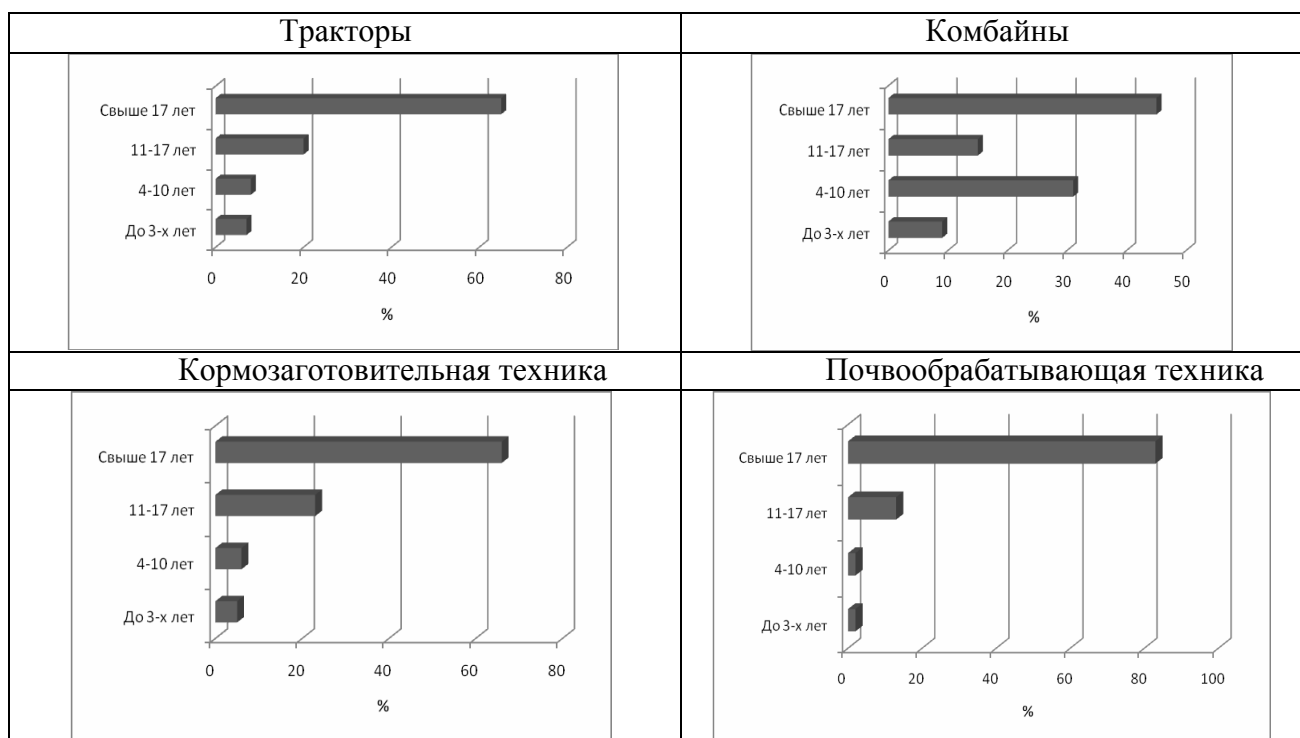 Тракторы
Комбайны
Свыше 17 лет
11-17 лет
4-10 лет
До 3-х лет
0 20 40 60 80
%
Свыше 17 лет
11-17 лет
4-10 лет
До 3-х лет
0 10 20 30 40 50
%
Кормозаготовительная техника
Почвообрабатывающая техника
Свыше 17 лет
11-17 лет
4-10 лет
До 3-х лет
0 20 40 60 80
%
Свыше 17 лет
11-17 лет
4-10 лет
До 3-х лет
0 20 40 60 80 100
%